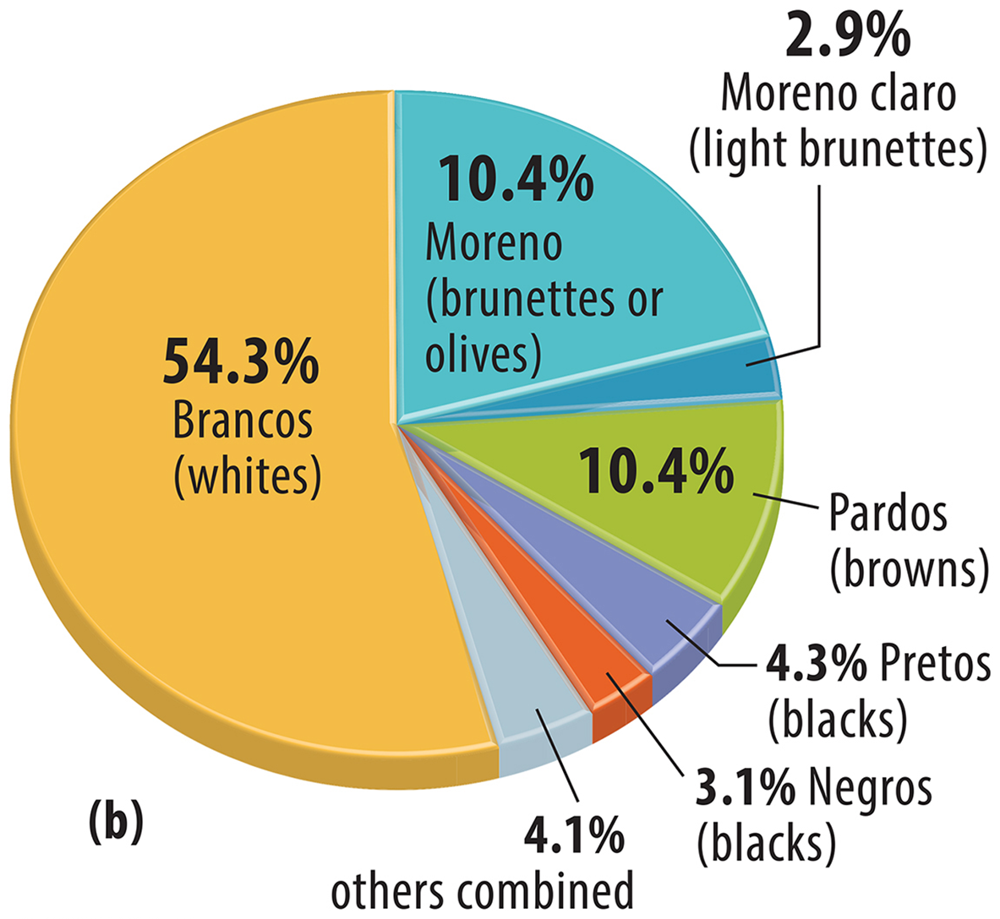 2.9%
Moreno claro
(light brunettes)
10.4%
Moreno
(brunettes or
olives)
54.3%
Brancos
(whites)
10.4%
Pardos
(browns)
4.3% Pretos
(blacks)
3.1% Negros
(blacks)
4.1%
others combined
(b)